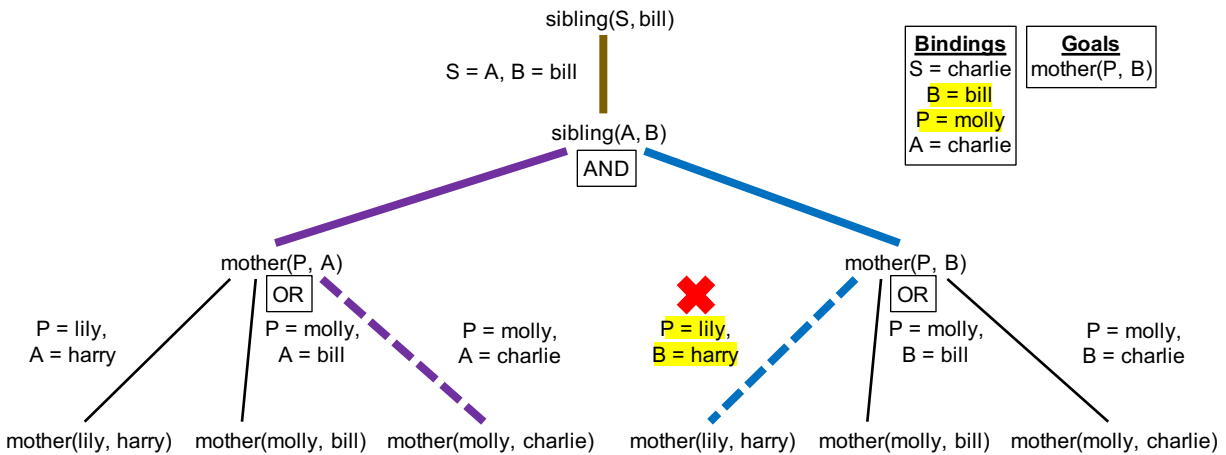 sibling(S, bill)
S = A, B = bill
Bindings
S = charlie
B = bill
P = molly
A = charlie
Goals
mother(P, B)
sibling(A, B)
AND
mother(P, A)
OR
mother(P, B)
OR
P = lily,
A = harry
P = molly,
A = bill
P = molly,
A = charlie
P = lily,
B = harry
P = molly,
B = bill
P = molly,
B = charlie
mother(lily, harry)
mother(molly, bill)
mother(molly, charlie)
mother(lily, harry)
mother(molly, bill)
mother(molly, charlie)